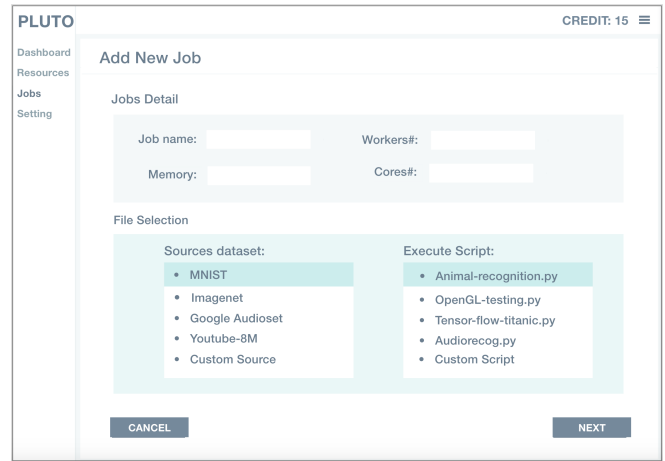 PLUTO
CREDIT: 15
Dashboard
Resources
Jobs
Setting
Add New Job
Jobs Detail
Job name:
Workers#:
Memory:
Cores#:
File Selection
Sources dataset:
• MNIST
• Imagenet
• Google Audioset
• Youtube-8M
• Custom Source
Execute Script:
• Animal-recognition.py
• OpenGL-testing.py
• Tensor-flow-titanic.py
• Audiorecog.py
• Custom Script
CANCEL
NEXT